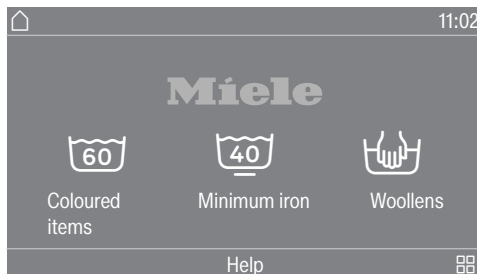 11:02
Miele
60
40
Coloured
items
Minimum iron
Woollens
Help